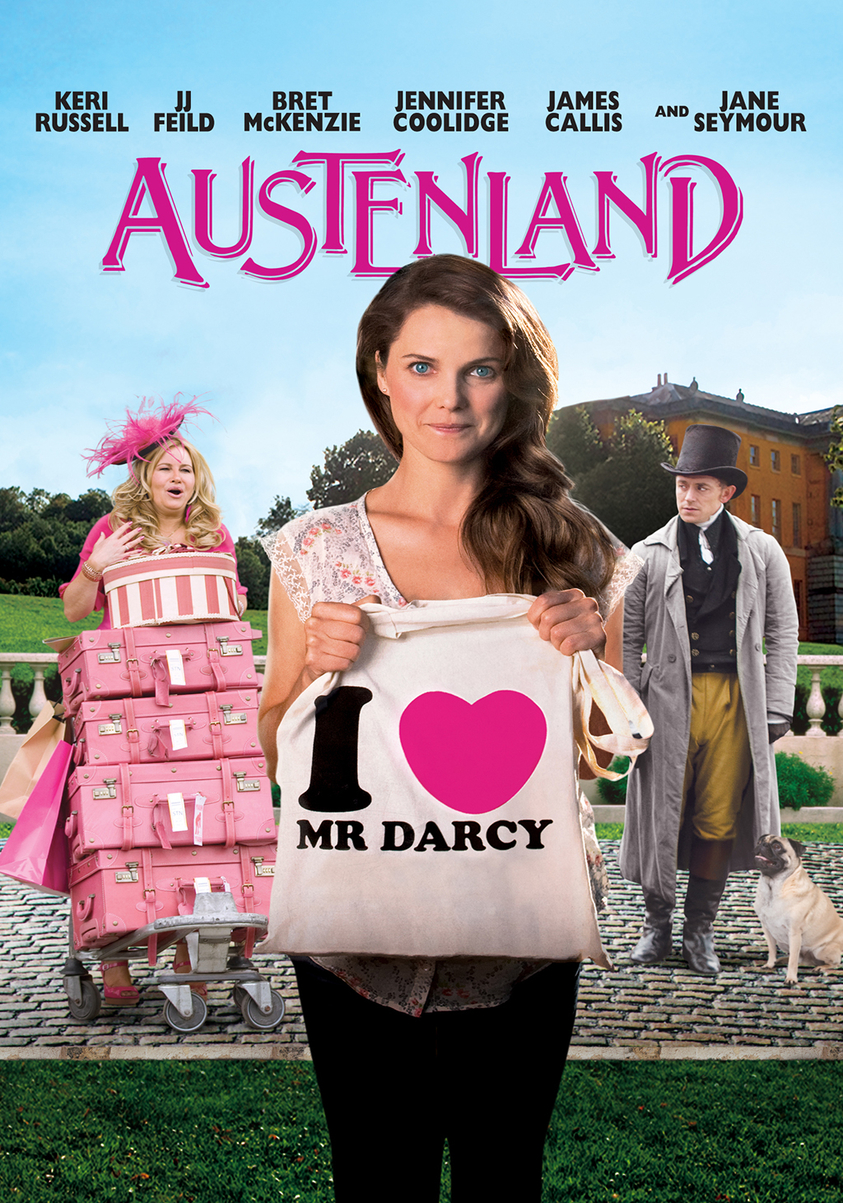 KERI RUSSELL
JJ FEILD
BRET McKENZIE
JENNIFER COOLIDGE
JAMES CALLIS
AND JANE SEYMOUR
AUSTENLAND
I
MR DARCY